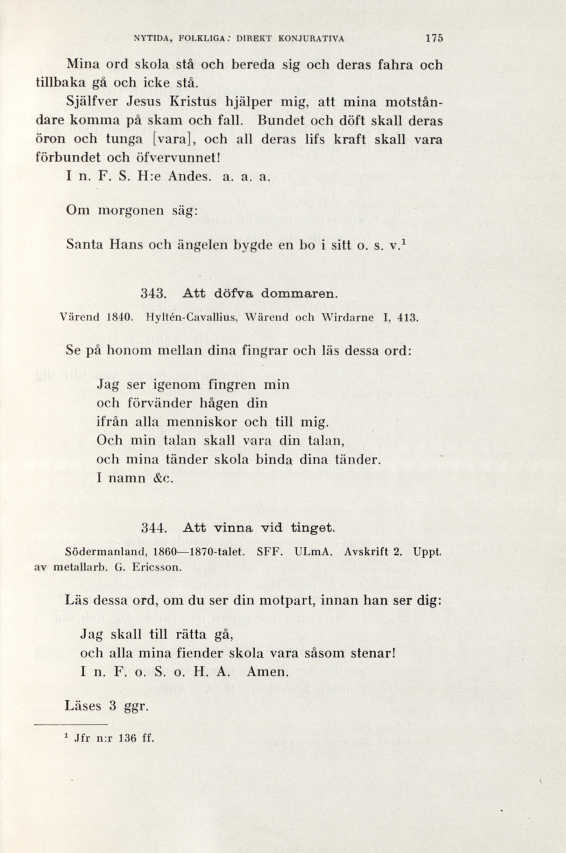 NYTIDA, FOLKLIGA: DIREKT KONJURATIVA 175
Mina ord skola stå och bereda sig och deras fahra och
tillbaka gå och icke stå.
Själfver Jesus Kristus hjälper mig, att mina motstån-
dare komma på skam och fall. Bundet och döft skall deras
öron och tunga [vara], och all deras lifs kraft skall vara
förbundet och öfvervunnet!
I n. F. S. H:e Andes. a. a. a.
Om morgonen säg:
Santa Hans och ängelen bygde en bo i sitt o. s. v.¹
343. Att döfva dommaren.
Värend 1840. Hyltén-Cavallius, Wärend och Wirdarne I, 413.
Se på honom mellan dina fingrar och läs dessa ord:
Jag ser igenom fingren min
och förvänder hågen din
ifrån alla menniskor och till mig.
Och min talan skall vara din talan,
och mina tänder skola binda dina tänder.
I namn &c.
344. Att vinna vid tinget.
Södermanland, 1860—1870-talet. SFF. ULmA. Avskrift 2. Uppt.
av metallarb. G. Ericsson.
Läs dessa ord, om du ser din motpart, innan han ser dig:
Jag skall till rätta gå,
och alla mina fiender skola vara såsom stenar!
I n. F. o. S. o. H. A. Amen.
Läses 3 ggr.
¹ Jfr n:r 136 ff.